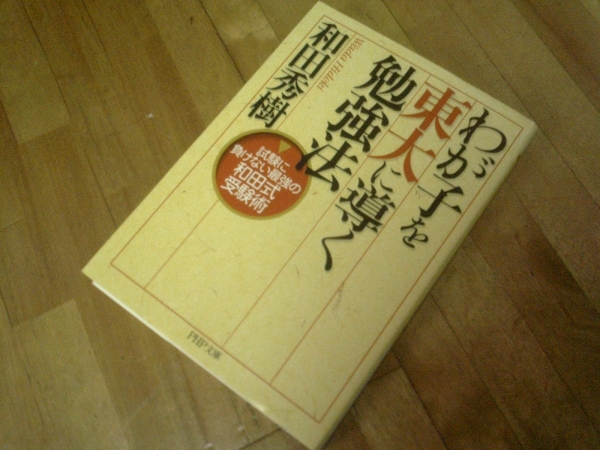 わが子を
東大に導く
勉強法
和田秀樹
Wada Hideki
試験に
負けない最強の
和田式
受験術
PHP文庫